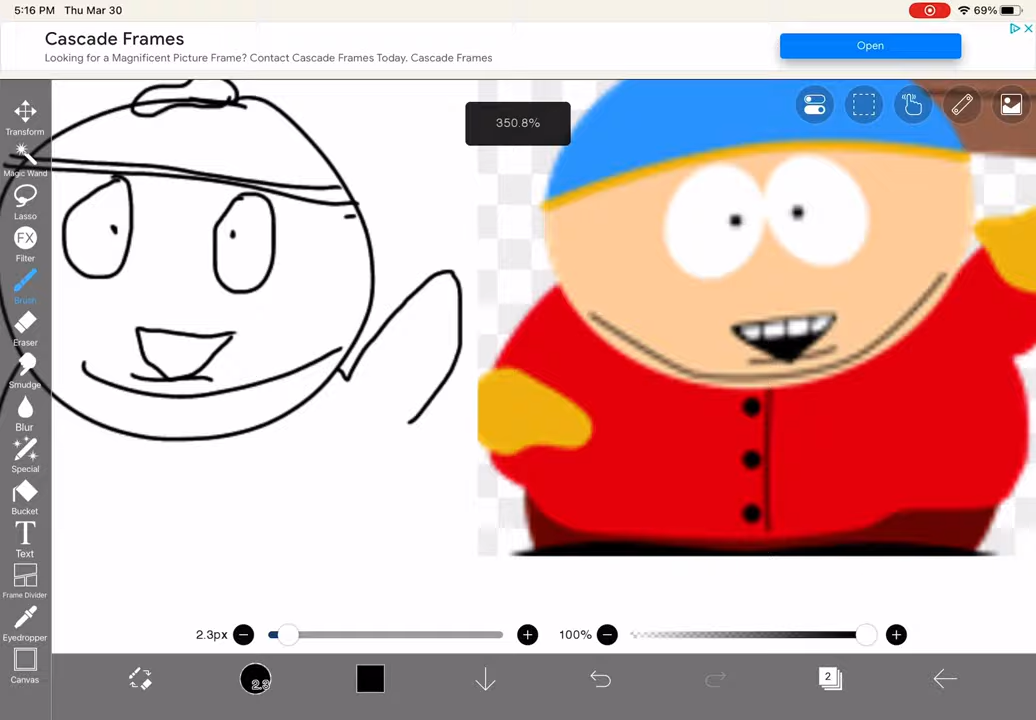 5:16 PM Thu Mar 30
69%
Cascade Frames
Looking for a Magnificent Picture Frame? Contact Cascade Frames Today. Cascade Frames
Open
350.8%
Transform
Magic Wand
Lasso
FX
Filter
Brush
Eraser
Smudge
Blur
Special
Bucket
T
Text
Frame Divider
Eyedropper
Canvas
2.3px
100%
2.3
2